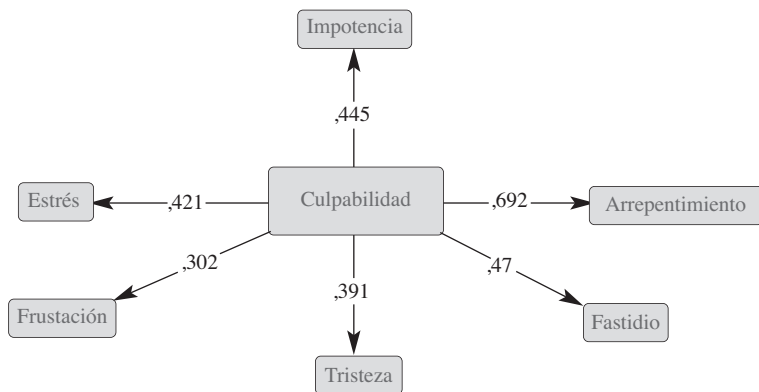 Impotencia
,445
Estrés
,421
Culpabilidad
,692
Arrepentimiento
,302
,391
,47
Frustación
Fastidio
Tristeza